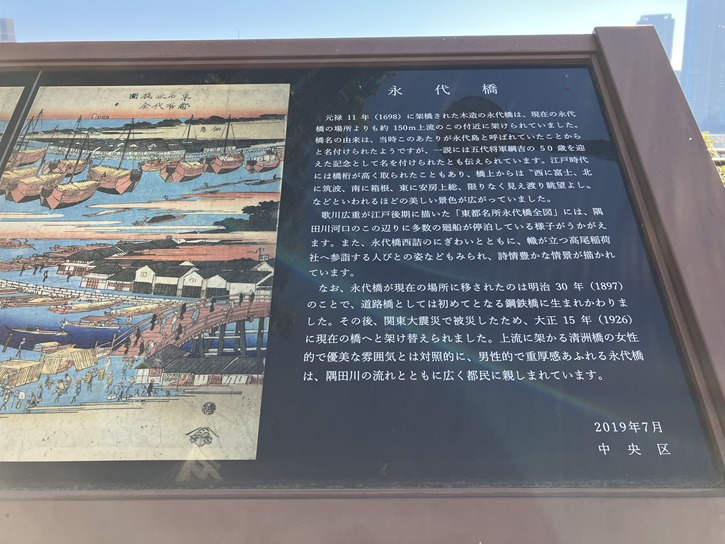 永代橋
元禄11年（1698）に架橋された木造の永代橋は、現在の永代
橋の場所よりも約150m上流のこの付近に架けられていました。
橋名の由来は、当時このあたりが永代島と呼ばれていたことから
と名付けられたようですが、一説には五代将軍綱吉の50歳を迎
えた記念として名を付けられたとも伝えられています。江戸時代
には橋桁が高く取られたこともあり、橋上からは〝西に富士、北
に筑波、南に箱根、東に安房上総、限りなく見え渡り眺望よし〟
などといわれるほどの美しい景色が広がっていました。
歌川広重が江戸後期に描いた「東都名所永代橋全図」には、隅
田川河口のこの辺りに多数の廻船が停泊している様子がうかがえ
ます。また、永代橋西詰のにぎわいとともに、幟が立つ高尾稲荷
社へ参詣する人びとの姿などもみられ、詩情豊かな情景が描かれ
ています。
なお、永代橋が現在の場所に移されたのは明治30年（1897）
のことで、道路橋としては初めてとなる鋼鉄橋に生まれかわりま
した。その後、関東大震災で被災したため、大正15年（1926）
に現在の橋へと架け替えられました。上流に架かる清洲橋の女性
的で優美な雰囲気とは対照的に、男性的で重厚感あふれる永代橋
は、隅田川の流れとともに広く都民に親しまれています。
2019年7月
中央区